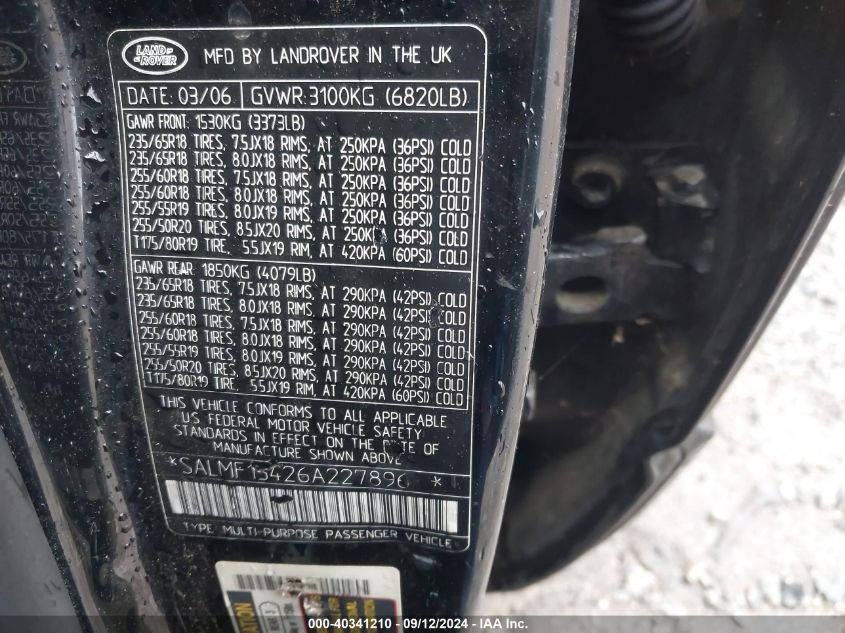 LAND ROVER
MFD BY LANDROVER IN THE UK
DATE: 03/06 GVWR:3100KG (6820LB)
GAWR FRONT: 1530KG (3373LB)
235/65R18 TIRES, 7.5JX18 RIMS, AT 250KPA (36PSI) COLD
235/65R18 TIRES, 8.0JX18 RIMS, AT 250KPA (36PSI) COLD
255/60R18 TIRES, 7.5JX18 RIMS, AT 250KPA (36PSI) COLD
255/60R18 TIRES, 8.0JX18 RIMS, AT 250KPA (36PSI) COLD
255/55R19 TIRES, 8.0JX19 RIMS, AT 250KPA (36PSI) COLD
255/50R20 TIRES, 8.5JX20 RIMS, AT 250KPA (36PSI) COLD
T175/80R19 TIRE, 5.5JX19 RIM, AT 420KPA (60PSI) COLD
GAWR REAR: 1850KG (4079LB)
235/65R18 TIRES, 7.5JX18 RIMS, AT 290KPA (42PSI) COLD
235/65R18 TIRES, 8.0JX18 RIMS, AT 290KPA (42PSI) COLD
255/60R18 TIRES, 7.5JX18 RIMS, AT 290KPA (42PSI) COLD
255/60R18 TIRES, 8.0JX18 RIMS, AT 290KPA (42PSI) COLD
255/55R19 TIRES, 8.0JX19 RIMS, AT 290KPA (42PSI) COLD
255/50R20 TIRES, 8.5JX20 RIMS, AT 290KPA (42PSI) COLD
T175/80R19 TIRE, 5.5JX19 RIM, AT 420KPA (60PSI) COLD
THIS VEHICLE CONFORMS TO ALL APPLICABLE
U.S FEDERAL MOTOR VEHICLE SAFETY
STANDARDS IN EFFECT ON THE DATE OF
MANUFACTURE SHOWN ABOVE
*SALMF15426A227896*
TYPE: MULTI-PURPOSE PASSENGER VEHICLE
000-40341210 - 09/12/2024 - IAA Inc.